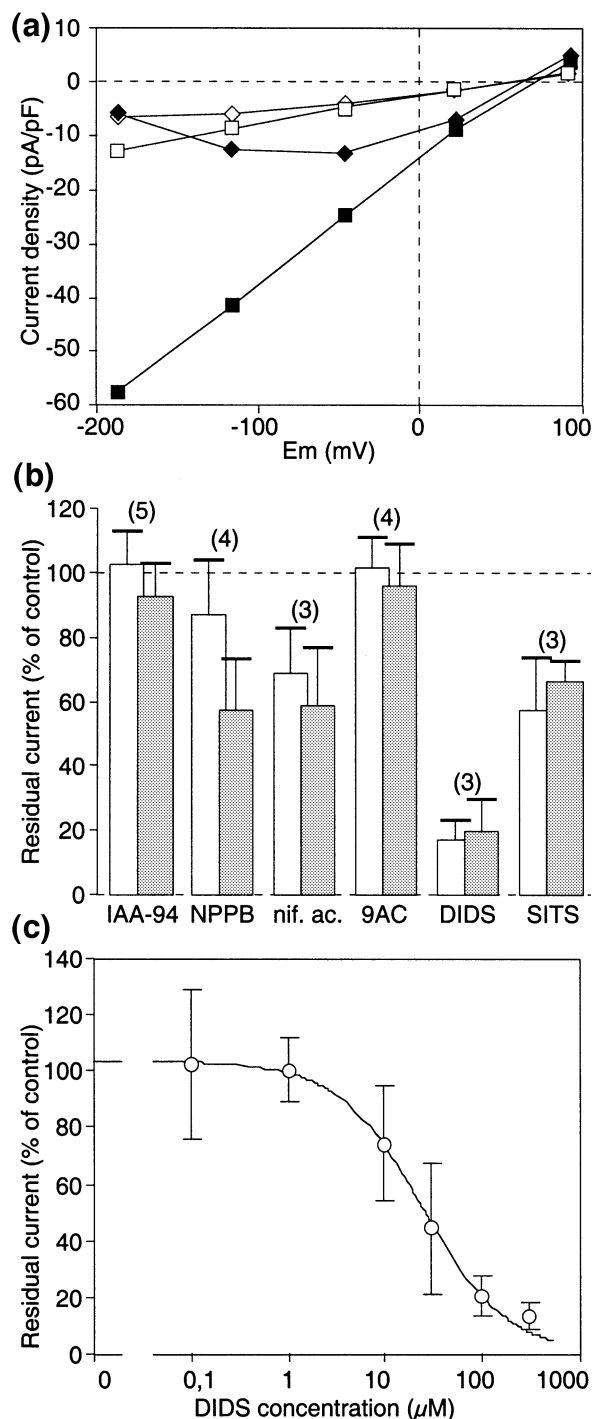 (a)
10
0
-10
-20
-30
-40
-50
-60
Current density (pA/pF)
-200
-100
0
100
Em (mV)
(b)
120
100
80
60
40
20
0
Residual current (% of control)
(5)
(4)
(3)
(4)
(3)
(3)
IAA-94
NPPB
nif. ac.
9AC
DIDS
SITS
(c)
140
120
100
80
60
40
20
0
Residual current (% of control)
0
0,1
1
10
100
1000
DIDS concentration (µM)